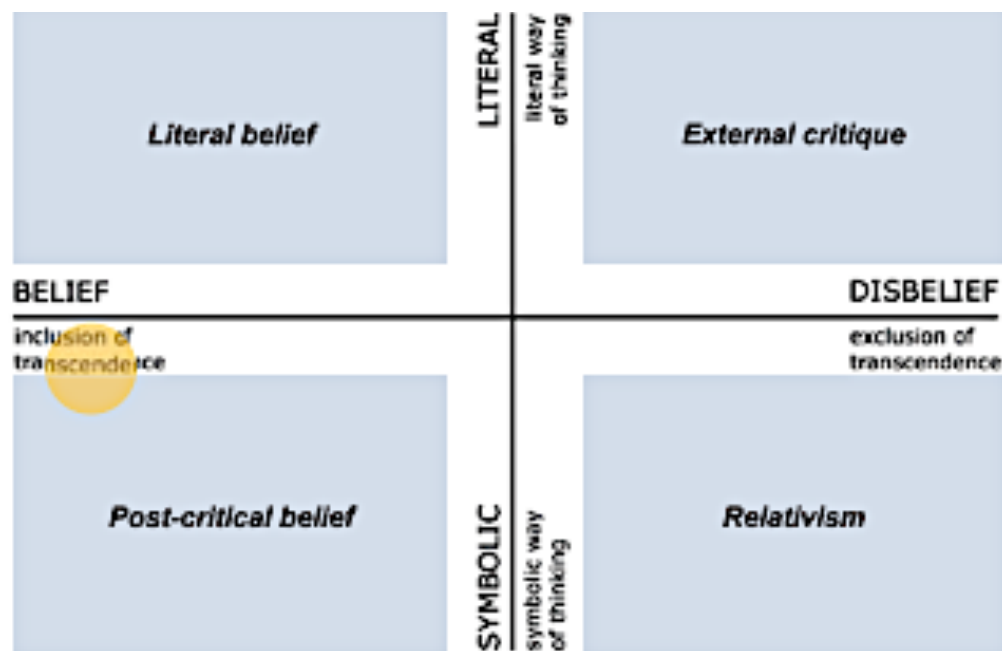 LITERAL
literal way
of thinking
Literal belief
External critique
BELIEF
DISBELIEF
inclusion of
transcendence
exclusion of
transcendence
Post-critical belief
Relativism
SYMBOLIC
symbolic way
of thinking